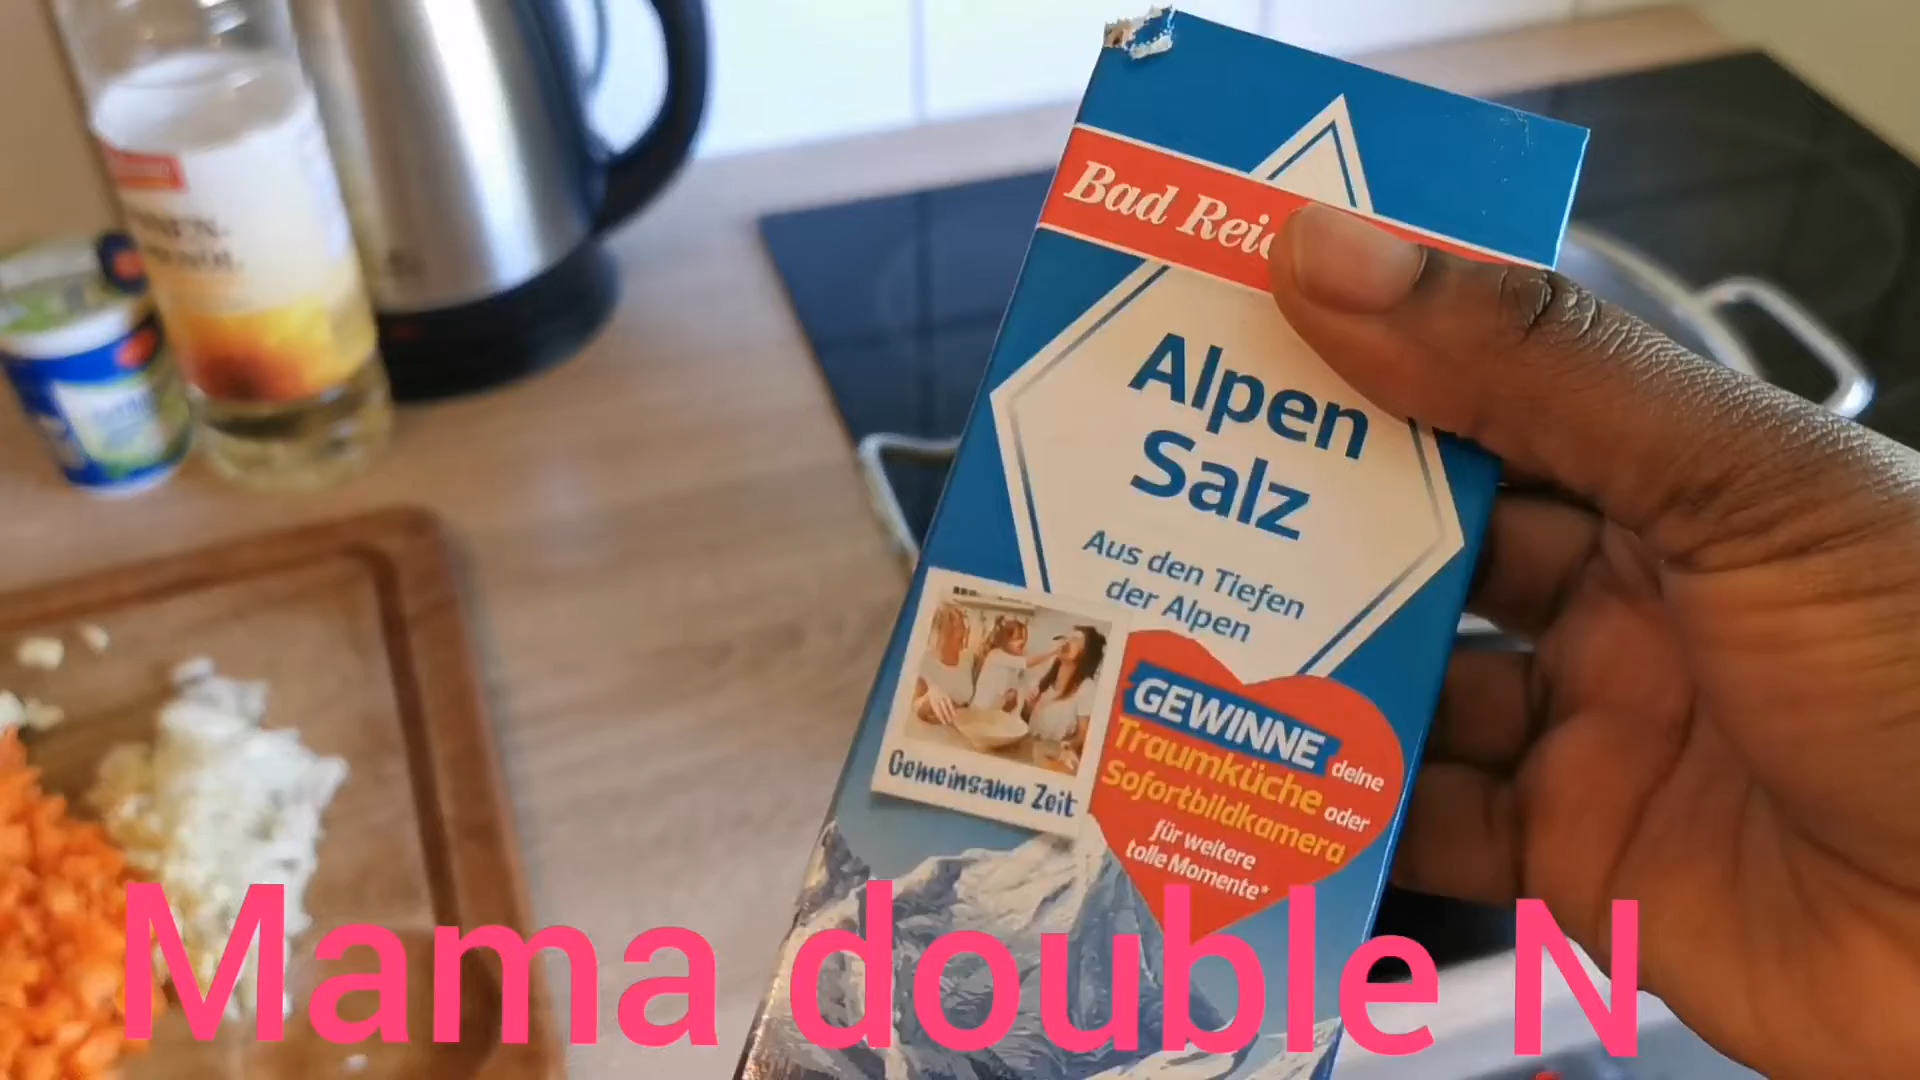 Bad Reic
Alpen
Salz
Aus den Tiefen
der Alpen
GEWINNE deine
Traumküche oder
Sofortbildkamera
für weitere
tolle Momente*
Gemeinsame Zeit
Mama double N